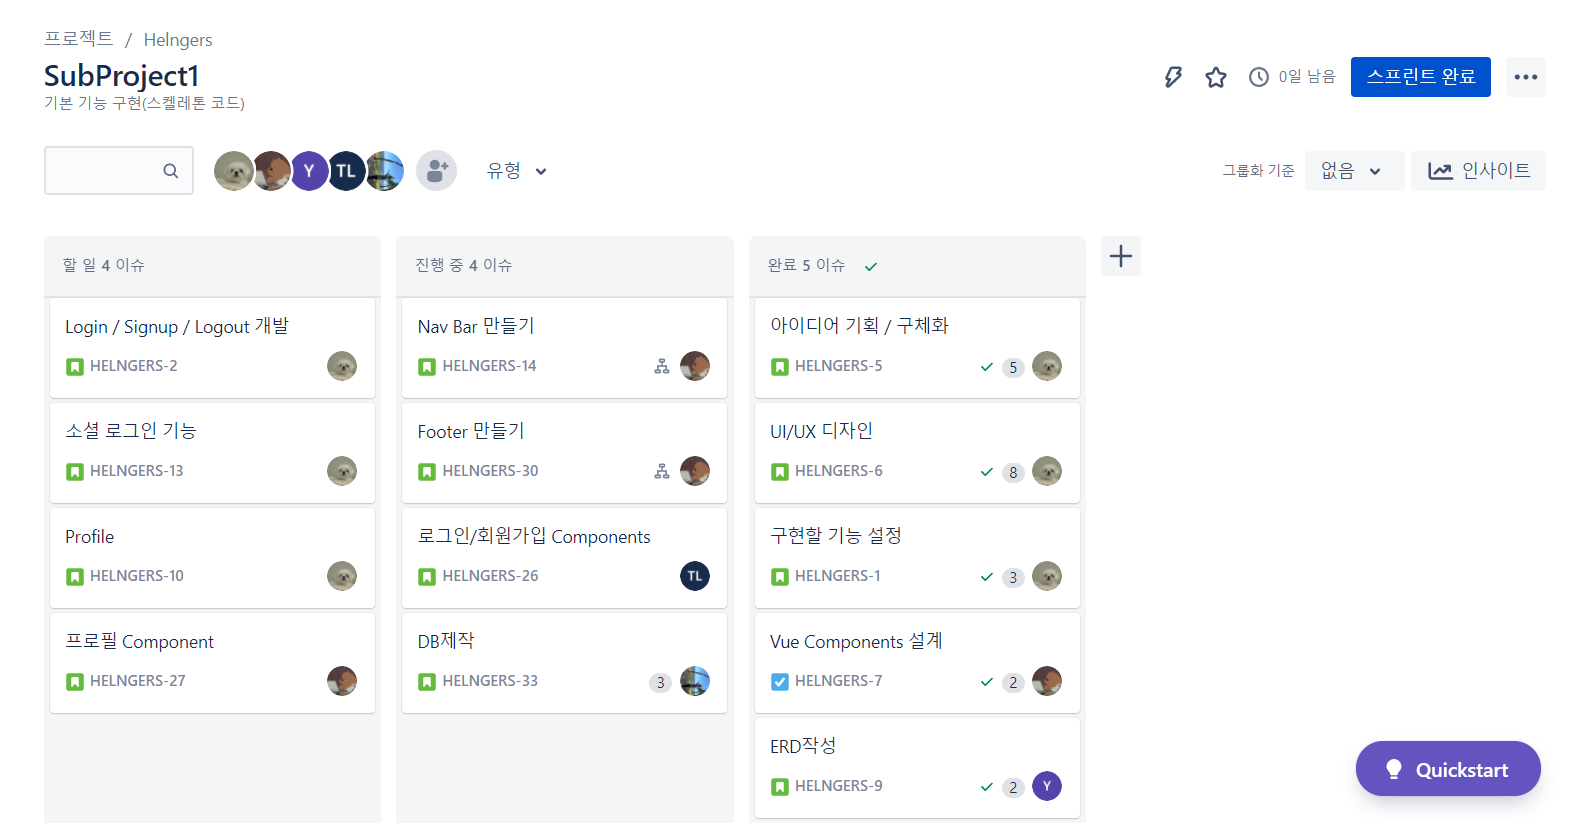 프로젝트 / Helngers
SubProject1
기본 기능 구현(스켈레톤 코드)
0일 남음
스프린트 완료
Y
TL
유형
그룹화 기준
없음
인사이트
할 일 4 이슈
Login / Signup / Logout 개발
HELNGERS-2
소셜 로그인 기능
HELNGERS-13
Profile
HELNGERS-10
프로필 Component
HELNGERS-27
진행 중 4 이슈
Nav Bar 만들기
HELNGERS-14
Footer 만들기
HELNGERS-30
로그인/회원가입 Components
HELNGERS-26 TL
DB제작
HELNGERS-33 3
완료 5 이슈
아이디어 기획 / 구체화
HELNGERS-5 5
UI/UX 디자인
HELNGERS-6 8
구현할 기능 설정
HELNGERS-1 3
Vue Components 설계
HELNGERS-7 2
ERD작성
HELNGERS-9 2 Y
Quickstart